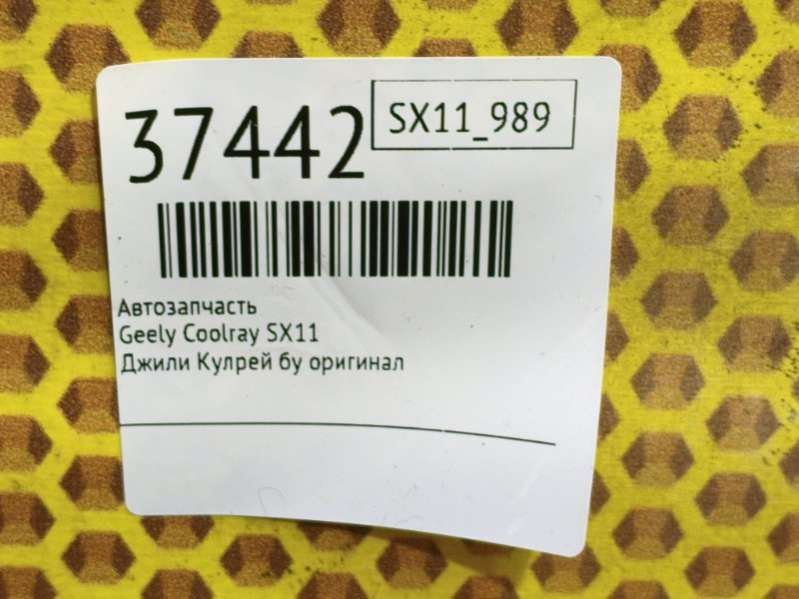 37442
SX11_989
Автозапчасть
Geely Coolray SX11
Джили Кулрей бу оригинал